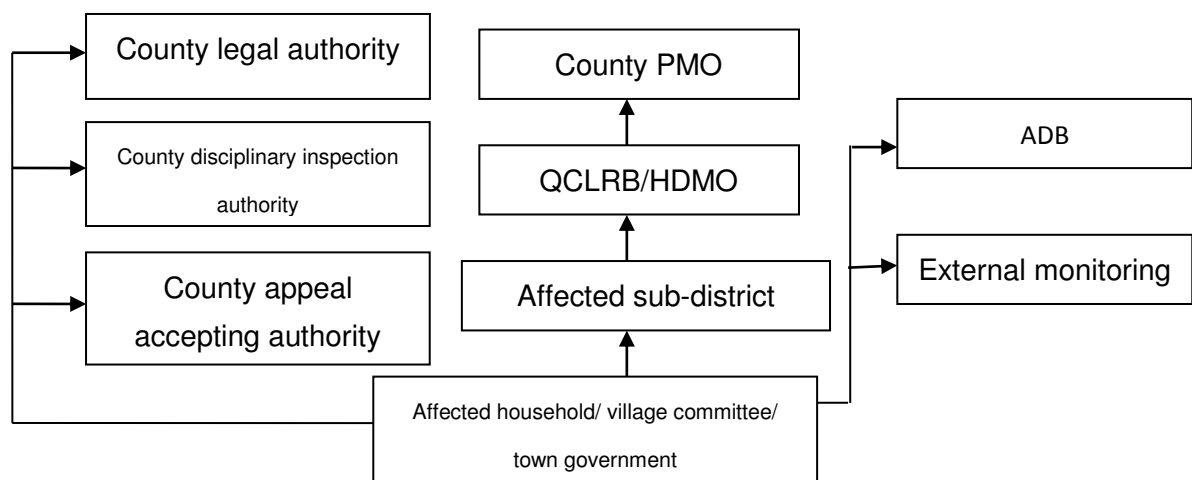 County legal authority
County disciplinary inspection
authority
County appeal
accepting authority
County PMO
QCLRB/HDMO
Affected sub-district
Affected household/ village committee/
town government
ADB
External monitoring